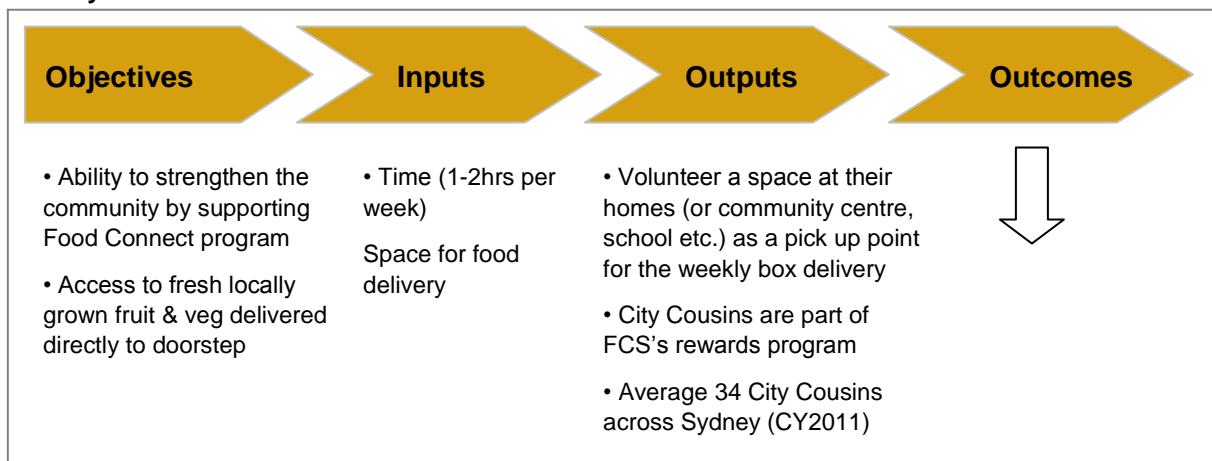 Objectives
Inputs
Outputs
Outcomes
• Ability to strengthen the
community by supporting
Food Connect program
• Access to fresh locally
grown fruit & veg delivered
directly to doorstep
• Time (1-2hrs per
week)
Space for food
delivery
• Volunteer a space at their
homes (or community centre,
school etc.) as a pick up point
for the weekly box delivery
• City Cousins are part of
FCS's rewards program
• Average 34 City Cousins
across Sydney (CY2011)